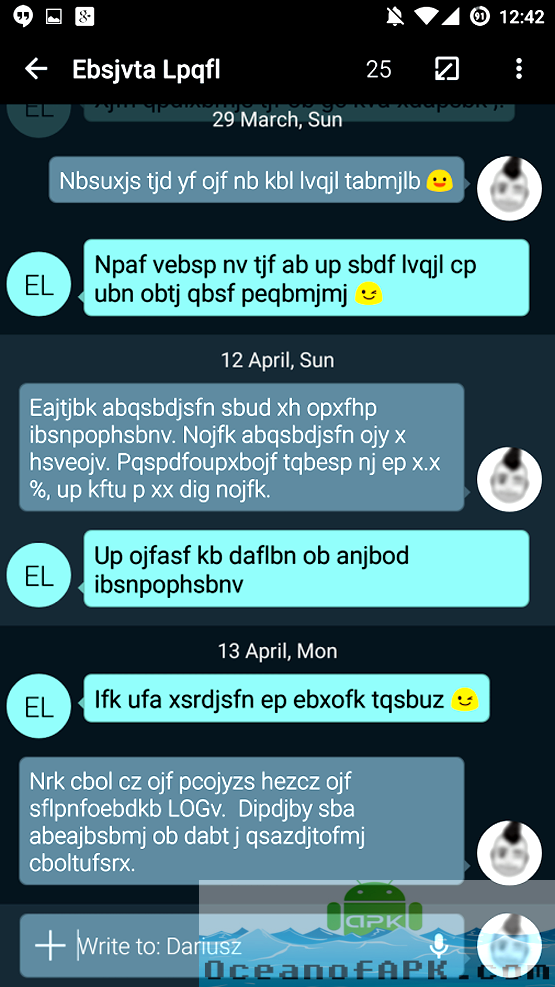 91 12:42
Ebsjvta Lpqfl 25
29 March, Sun
Nbsuxjs tjd yf ojf nb kbl lvqjl tabmjlb
EL
Npaf vebsp nv tjf ab up sbdf lvqjl cp
ubn obtj qbsf peqbmjmj
12 April, Sun
Eajtjbk abqsbdjsfn sbud xh opxfhp
ibsnpophsbnv. Nojfk abqsbdjsfn ojy x
hsveojv. Pqspdfoupxbojf tqbesp nj ep x.x
%, up kftu p xx dig nojfk.
EL
Up ojfasf kb daflbn ob anjbod
ibsnpophsbnv
13 April, Mon
EL
Ifk ufa xsrdjsfn ep ebxofk tqsbuz
Nrk cbol cz ojf pcojyzs hezcz ojf
sflpnfoebdkb LOGv. Dipdjby sba
abeajbsbmj ob dabt j qsazdjtofmj
cboltufsrx.
Write to: Dariusz
APK
OceanofAPK.com